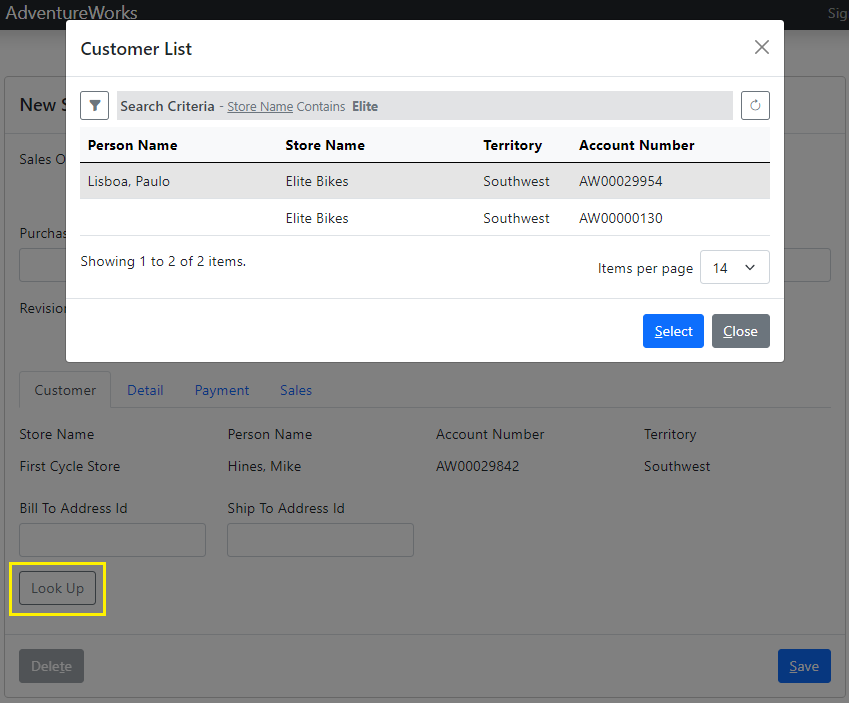 AdventureWorks Sig
Customer List
Search Criteria - Store Name Contains Elite
Person Name Store Name Territory Account Number
Lisboa, Paulo Elite Bikes Southwest AW00029954
Elite Bikes Southwest AW00000130
Showing 1 to 2 of 2 items.
Items per page 14
Select Close
New S
Sales O
Purchas
Revision
Customer Detail Payment Sales
Store Name Person Name Account Number Territory
First Cycle Store Hines, Mike AW00029842 Southwest
Bill To Address Id Ship To Address Id
Look Up
Delete Save